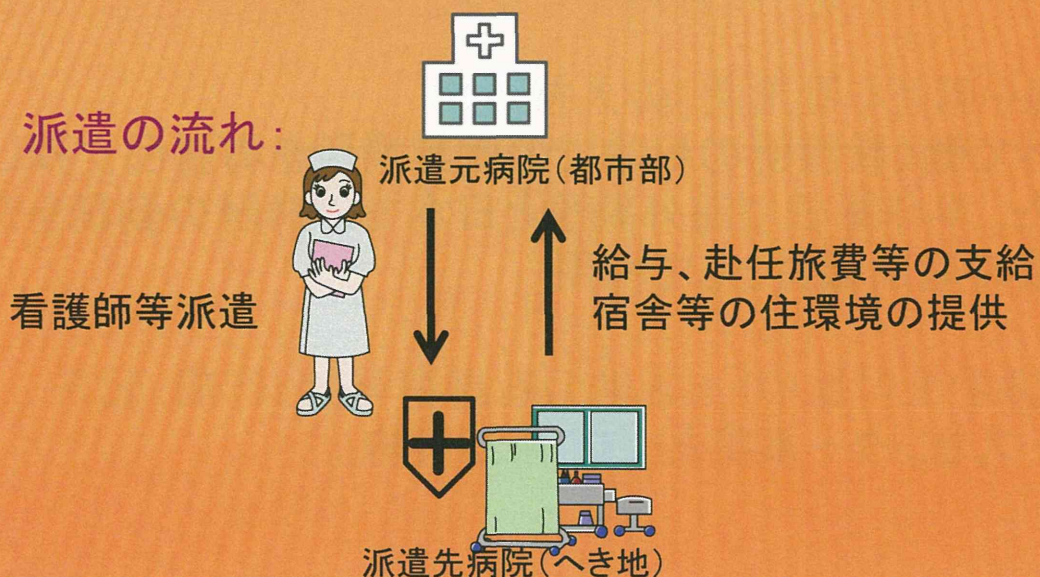 派遣の流れ：
派遣元病院（都市部）
看護師等派遣
給与、赴任旅費等の支給
宿舎等の住環境の提供
派遣先病院（へき地）